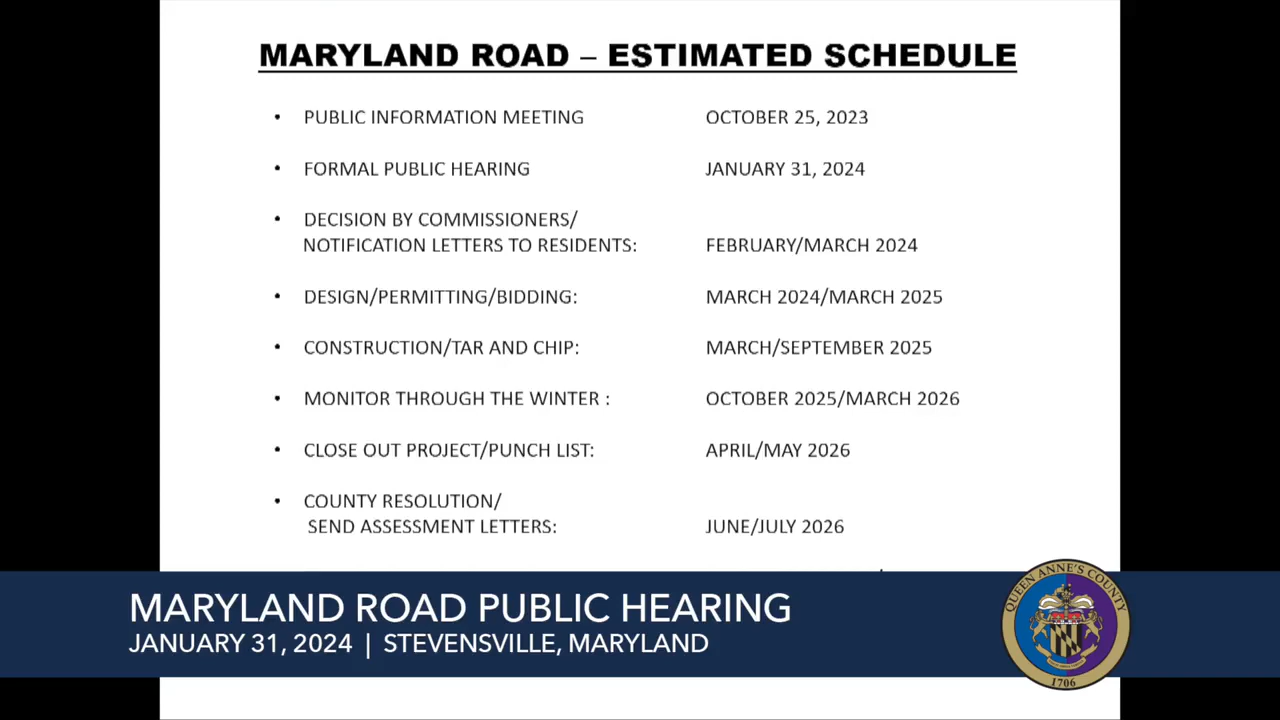 MARYLAND ROAD – ESTIMATED SCHEDULE
• PUBLIC INFORMATION MEETING OCTOBER 25, 2023
• FORMAL PUBLIC HEARING JANUARY 31, 2024
• DECISION BY COMMISSIONERS/
NOTIFICATION LETTERS TO RESIDENTS: FEBRUARY/MARCH 2024
• DESIGN/PERMITTING/BIDDING: MARCH 2024/MARCH 2025
• CONSTRUCTION/TAR AND CHIP: MARCH/SEPTEMBER 2025
• MONITOR THROUGH THE WINTER : OCTOBER 2025/MARCH 2026
• CLOSE OUT PROJECT/PUNCH LIST: APRIL/MAY 2026
• COUNTY RESOLUTION/
SEND ASSESSMENT LETTERS: JUNE/JULY 2026
MARYLAND ROAD PUBLIC HEARING
JANUARY 31, 2024 | STEVENSVILLE, MARYLAND
QUEEN ANNE'S COUNTY
1706